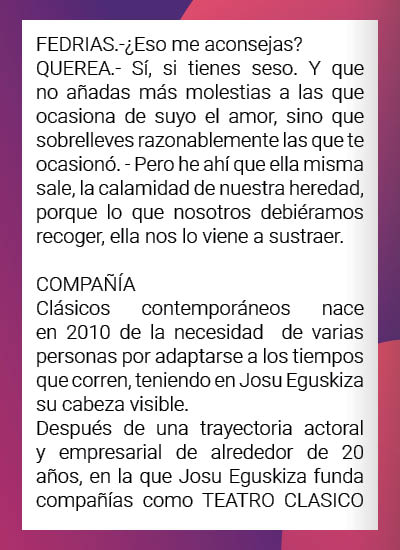 FEDRIAS.-¿Eso me aconsejas?
QUEREA.- Sí, si tienes seso. Y que
no añadas más molestias a las que
ocasiona de suyo el amor, sino que
sobrelleves razonablemente las que te
ocasionó. - Pero he ahí que ella misma
sale, la calamidad de nuestra heredad,
porque lo que nosotros debiéramos
recoger, ella nos lo viene a sustraer.

COMPAÑÍA
Clásicos contemporáneos nace
en 2010 de la necesidad de varias
personas por adaptarse a los tiempos
que corren, teniendo en Josu Eguskiza
su cabeza visible.
Después de una trayectoria actoral
y empresarial de alrededor de 20
años, en la que Josu Eguskiza funda
compañías como TEATRO CLASICO